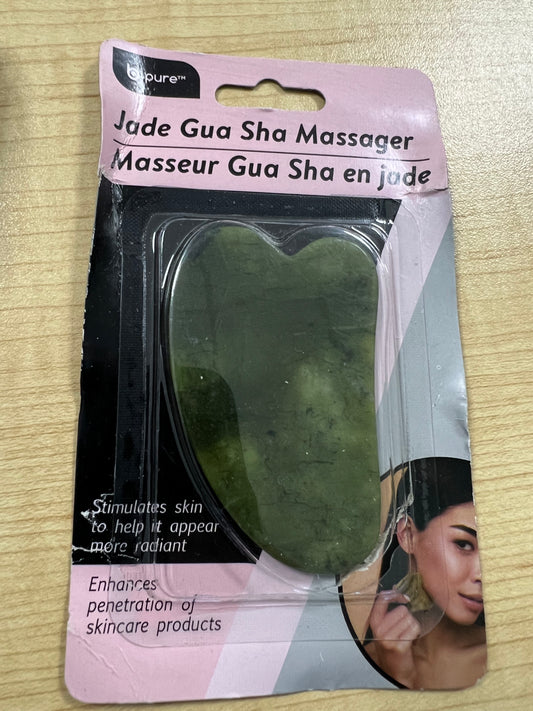 b.pure™
Jade Gua Sha Massager
Masseur Gua Sha en jade
Stimulates skin
to help it appear
more radiant
Enhances
penetration of
skincare products